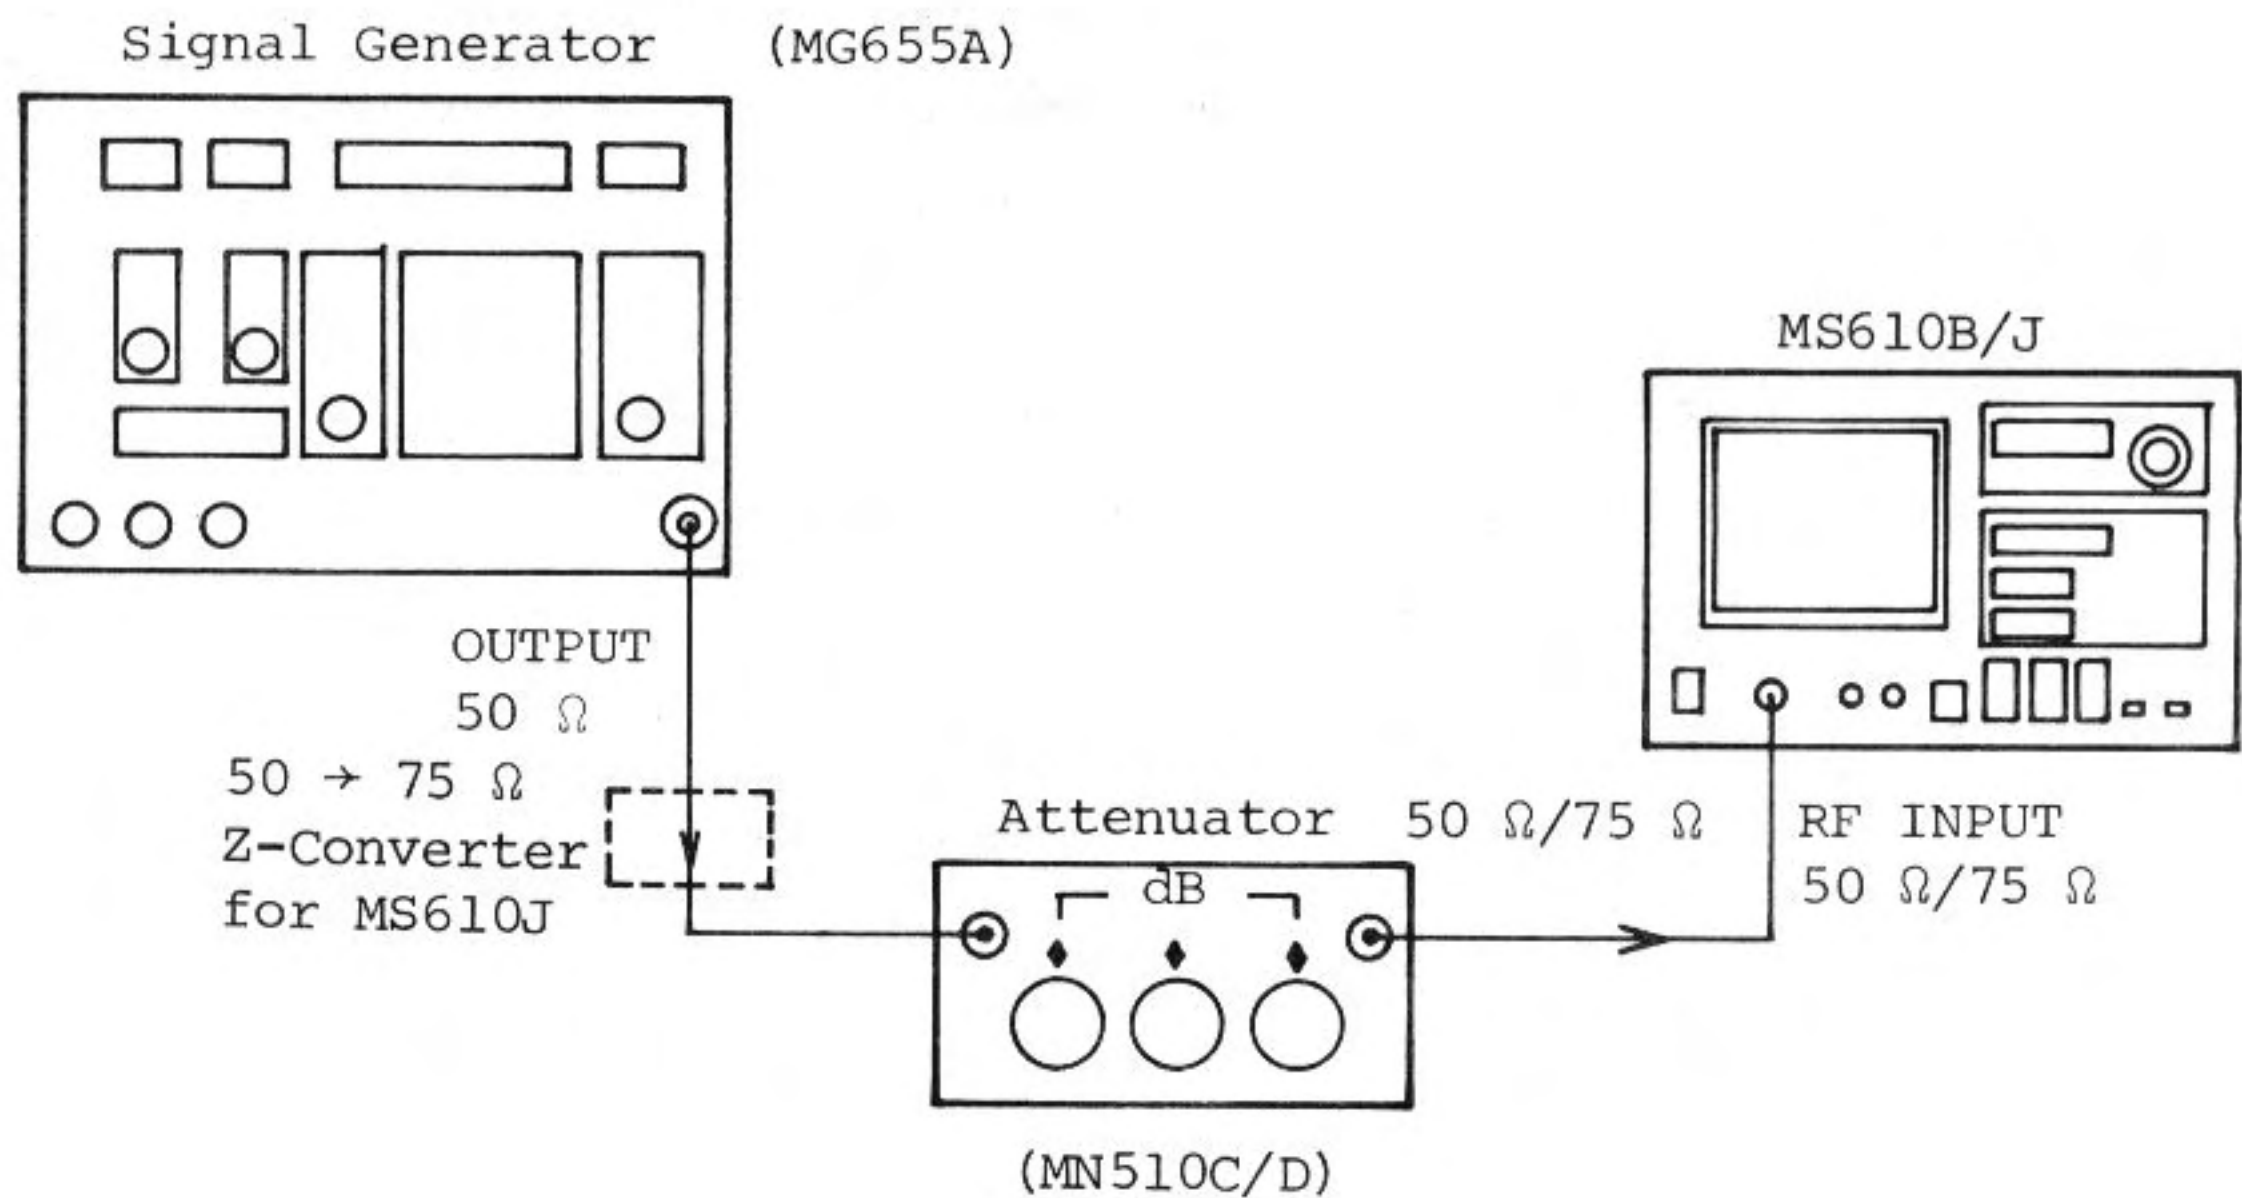 Signal Generator (MG655A)
MS610B/J
OUTPUT
50 Ω
50 → 75 Ω
Z-Converter
for MS610J
Attenuator 50 Ω/75 Ω
dB
RF INPUT
50 Ω/75 Ω
(MN510C/D)